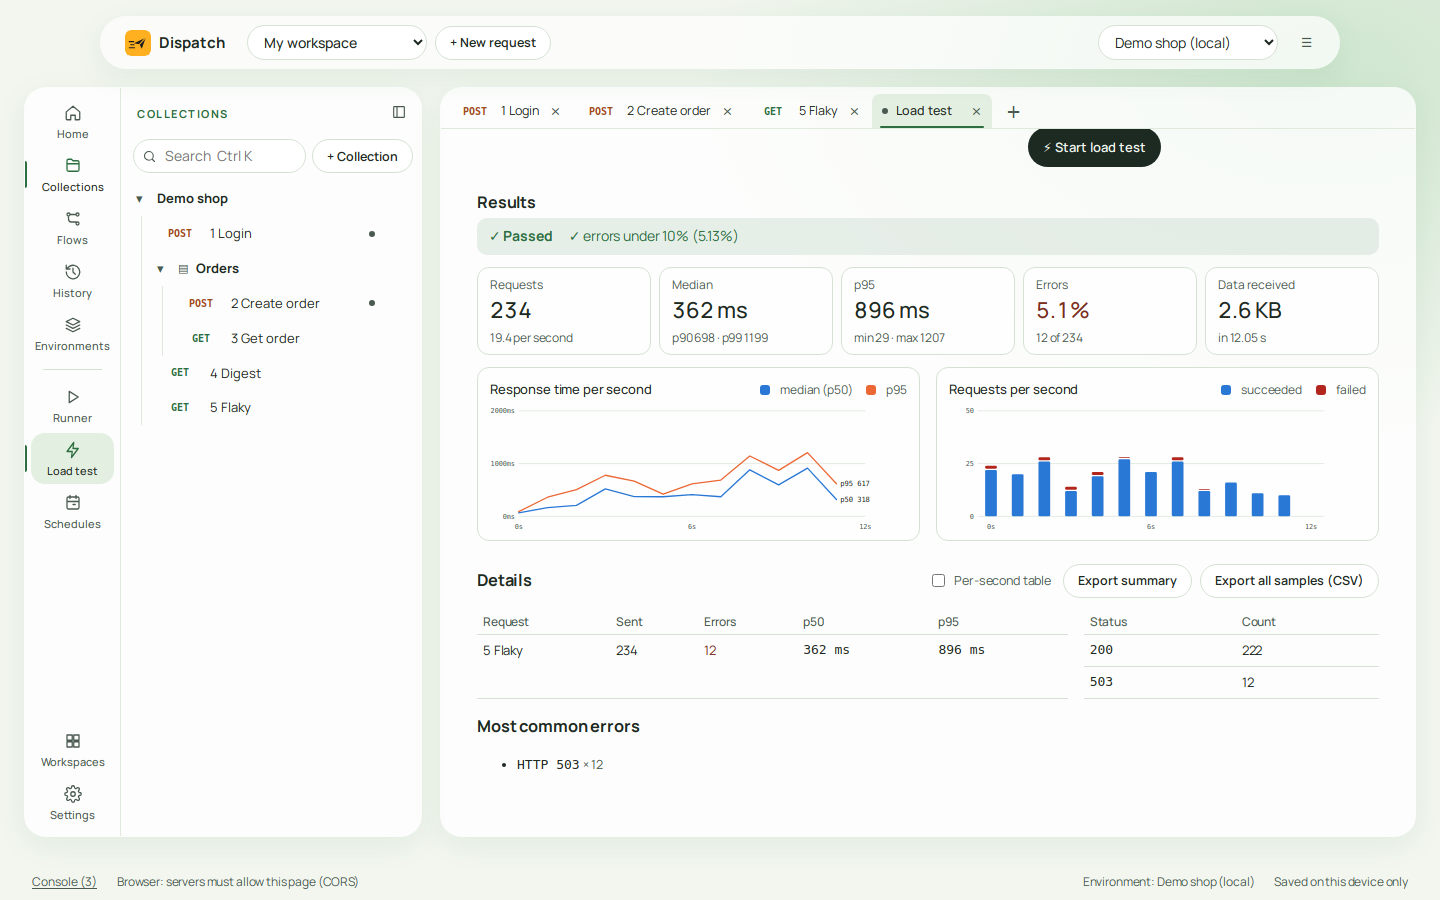 Dispatch
My workspace
+ New request
Demo shop (local)
Home
Collections
Flows
History
Environments
Runner
Load test
Schedules
Workspaces
Settings
COLLECTIONS
Search Ctrl K
+ Collection
Demo shop
POST 1 Login
Orders
POST 2 Create order
GET 3 Get order
GET 4 Digest
GET 5 Flaky
POST 1 Login
POST 2 Create order
GET 5 Flaky
Load test
⚡ Start load test
Results
✓ Passed ✓ errors under 10% (5.13%)
Requests
234
19.4 per second
Median
362 ms
p90 698 · p99 1199
p95
896 ms
min 29 · max 1207
Errors
5.1%
12 of 234
Data received
2.6 KB
in 12.05 s
Response time per second median (p50) p95
2000ms
1000ms
0ms
p95 617
p50 318
0s 6s 12s
Requests per second succeeded failed
50
25
0
0s 6s 12s
Details
Per-second table
Export summary
Export all samples (CSV)
Request Sent Errors p50 p95
5 Flaky 234 12 362 ms 896 ms
Status Count
200 222
503 12
Most common errors
• HTTP 503 × 12
Console (3)
Browser: servers must allow this page (CORS)
Environment: Demo shop (local)
Saved on this device only